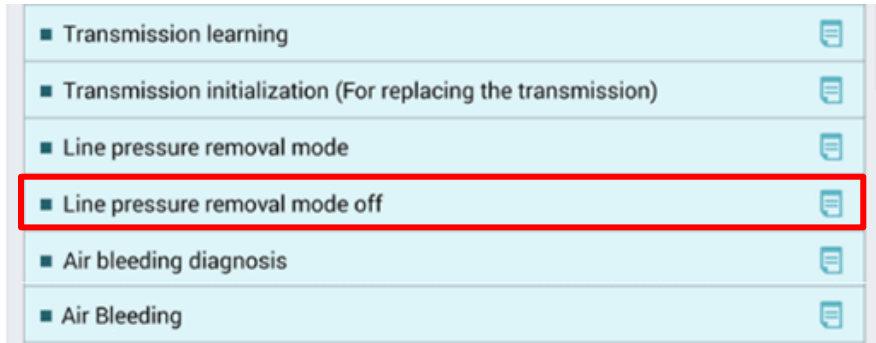 Transmission learning
Transmission initialization (For replacing the transmission)
Line pressure removal mode
Line pressure removal mode off
Air bleeding diagnosis
Air Bleeding